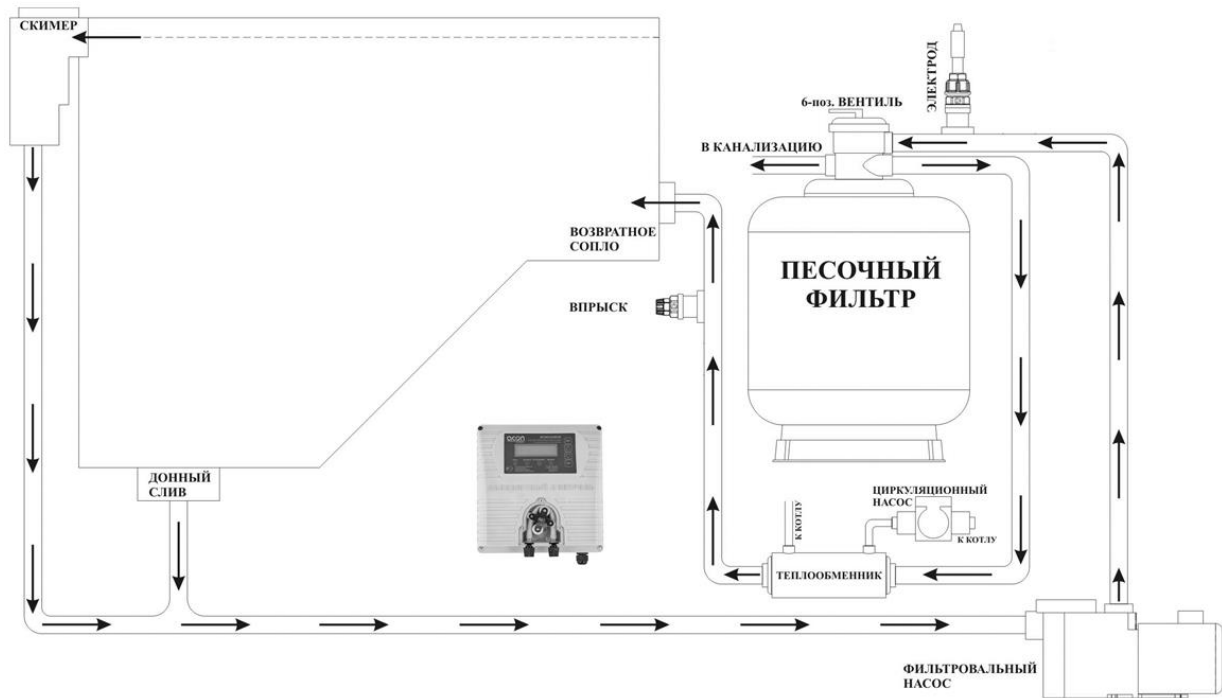 СКИМЕР
ЭЛЕКТРОД
6-поз. ВЕНТИЛЬ
В КАНАЛИЗАЦИЮ
ВОЗВРАТНОЕ
СОПЛО
ПЕСОЧНЫЙ
ФИЛЬТР
ВПРЫСК
ДОННЫЙ
СЛИВ
ЦИРКУЛЯЦИОННЫЙ
НАСОС
К КОТЛУ
К КОТЛУ
ТЕПЛООБМЕННИК
ФИЛЬТРОВАЛЬНЫЙ
НАСОС